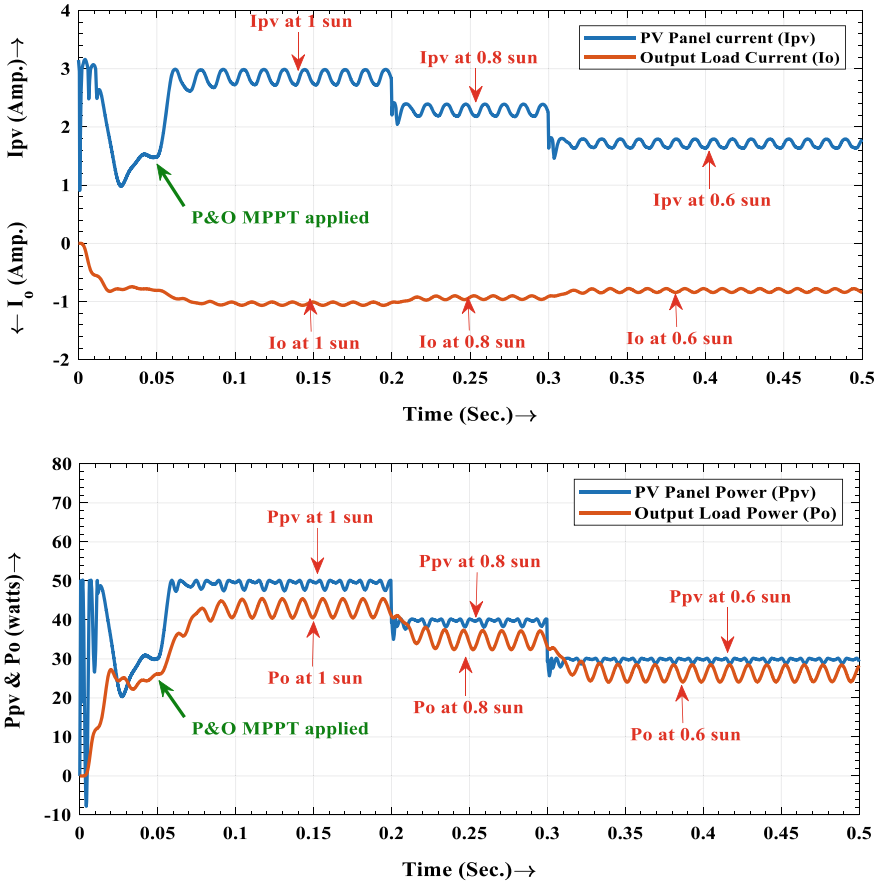 4
3
2
1
0
-1
-2
Ipv (Amp.)→
← Io (Amp.)
Ipv at 1 sun
PV Panel current (Ipv)
Output Load Current (Io)
Ipv at 0.8 sun
Ipv at 0.6 sun
P&O MPPT applied
Io at 1 sun
Io at 0.8 sun
Io at 0.6 sun
0 0.05 0.1 0.15 0.2 0.25 0.3 0.35 0.4 0.45 0.5
Time (Sec.)→
80
70
60
50
40
30
20
10
0
-10
Ppv & Po (watts)→
PV Panel Power (Ppv)
Output Load Power (Po)
Ppv at 1 sun
Ppv at 0.8 sun
Ppv at 0.6 sun
Po at 1 sun
Po at 0.8 sun
Po at 0.6 sun
P&O MPPT applied
0 0.05 0.1 0.15 0.2 0.25 0.3 0.35 0.4 0.45 0.5
Time (Sec.)→